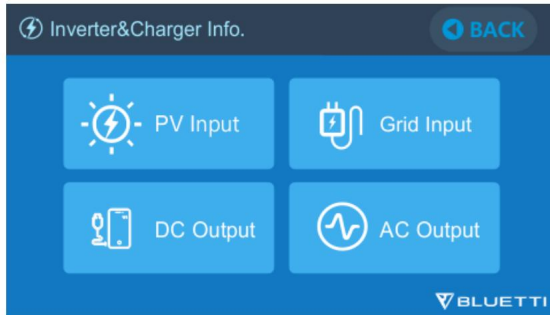 Inverter&Charger Info.
BACK
PV Input
Grid Input
DC Output
AC Output
BLUETTI